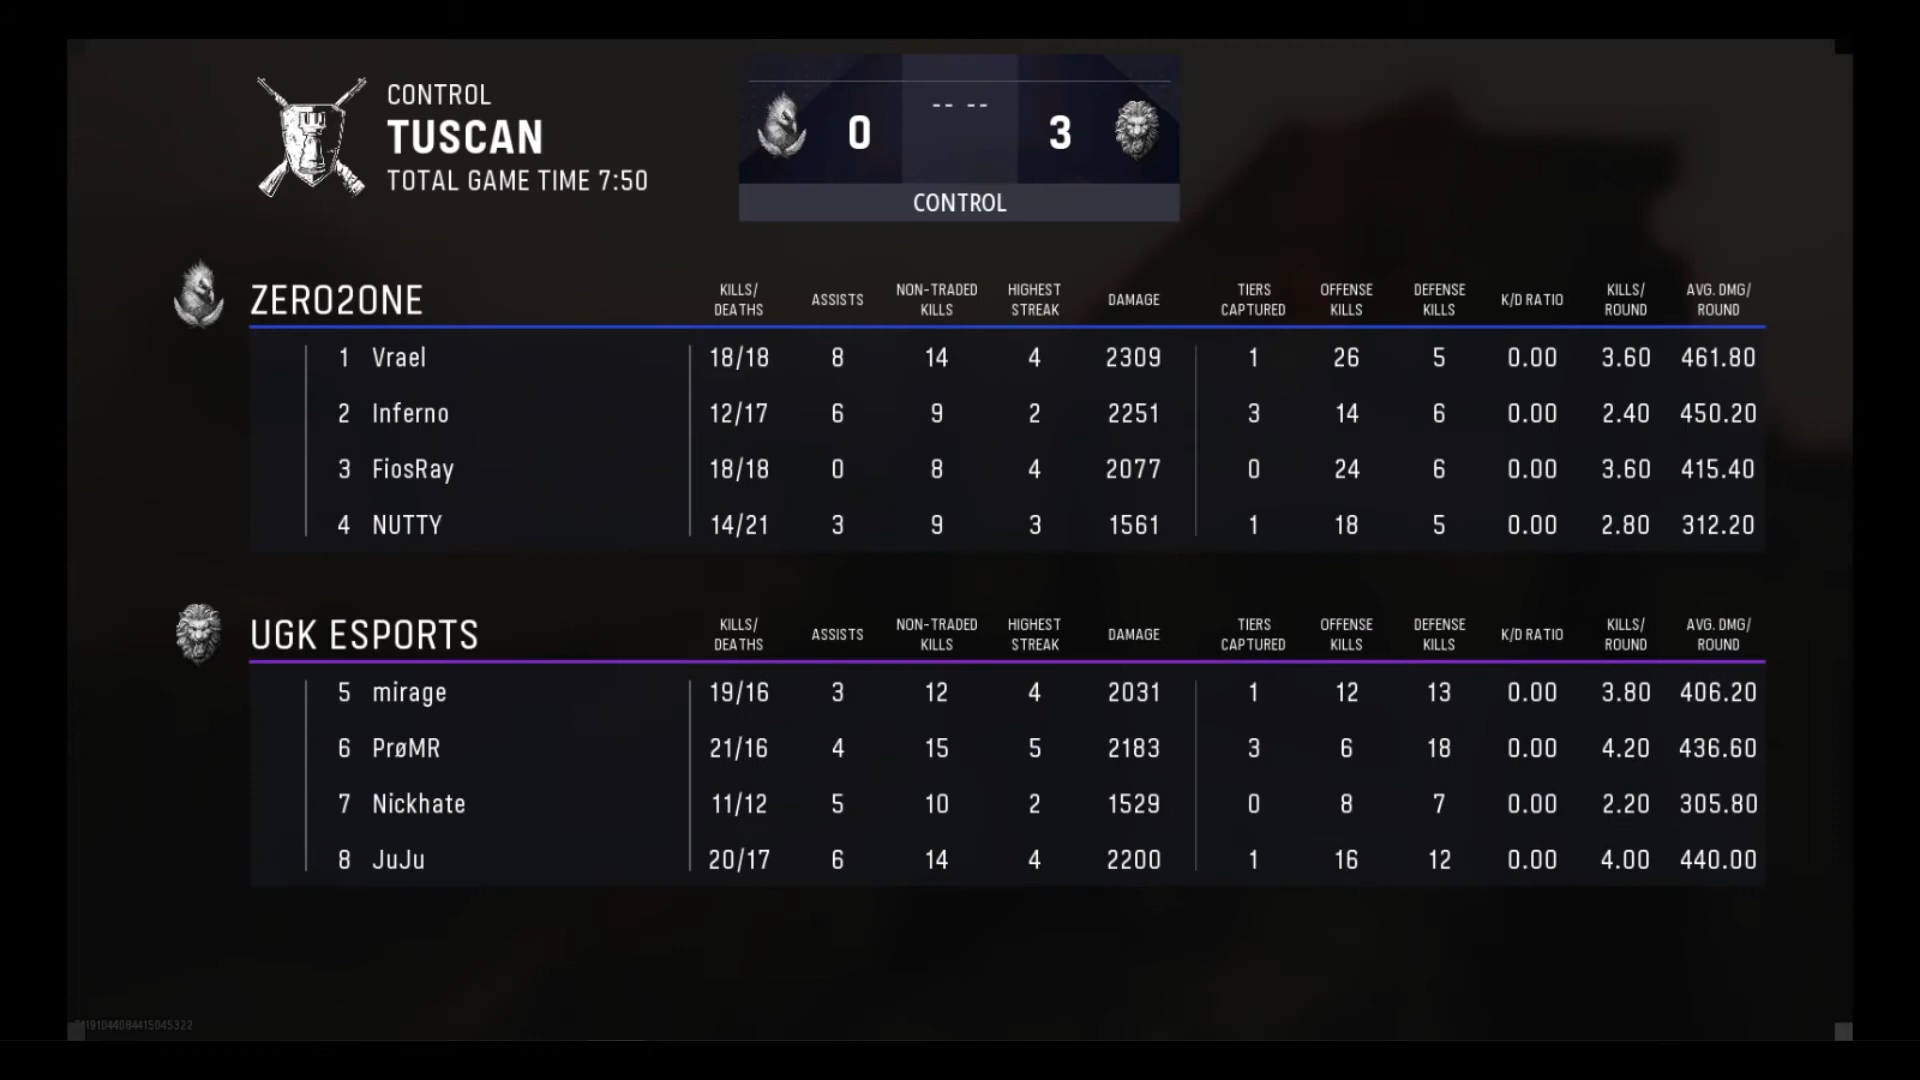 CONTROL
TUSCAN
TOTAL GAME TIME 7:50
0 -- -- 3
CONTROL
ZERO2ONE KILLS/ DEATHS ASSISTS NON-TRADED KILLS HIGHEST STREAK DAMAGE TIERS CAPTURED OFFENSE KILLS DEFENSE KILLS K/D RATIO KILLS/ ROUND AVG. DMG/ ROUND
1 Vrael 18/18 8 14 4 2309 1 26 5 0.00 3.60 461.80
2 Inferno 12/17 6 9 2 2251 3 14 6 0.00 2.40 450.20
3 FiosRay 18/18 0 8 4 2077 0 24 6 0.00 3.60 415.40
4 NUTTY 14/21 3 9 3 1561 1 18 5 0.00 2.80 312.20
UGK ESPORTS KILLS/ DEATHS ASSISTS NON-TRADED KILLS HIGHEST STREAK DAMAGE TIERS CAPTURED OFFENSE KILLS DEFENSE KILLS K/D RATIO KILLS/ ROUND AVG. DMG/ ROUND
5 mirage 19/16 3 12 4 2031 1 12 13 0.00 3.80 406.20
6 PrøMR 21/16 4 15 5 2183 3 6 18 0.00 4.20 436.60
7 Nickhate 11/12 5 10 2 1529 0 8 7 0.00 2.20 305.80
8 JuJu 20/17 6 14 4 2200 1 16 12 0.00 4.00 440.00